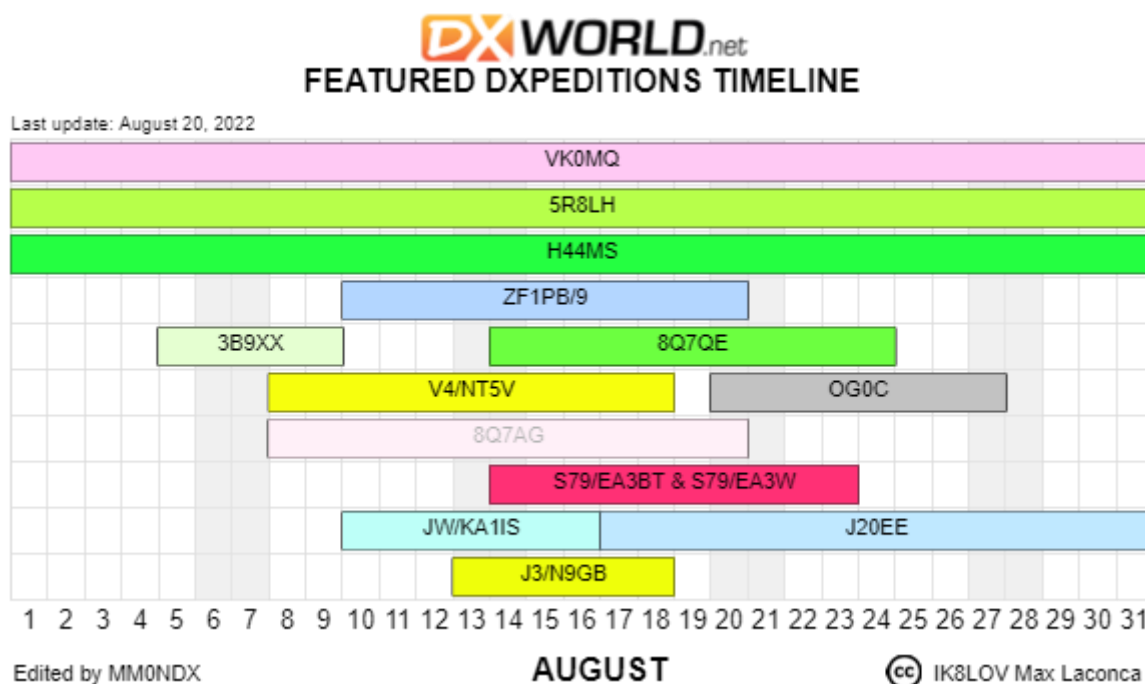 DX WORLD.net
FEATURED DXPEDITIONS TIMELINE
Last update: August 20, 2022
VK0MQ
5R8LH
H44MS
ZF1PB/9
3B9XX 8Q7QE
V4/NT5V OG0C
8Q7AG
S79/EA3BT & S79/EA3W
JW/KA1IS J20EE
J3/N9GB
1 2 3 4 5 6 7 8 9 10 11 12 13 14 15 16 17 18 19 20 21 22 23 24 25 26 27 28 29 30 31
Edited by MM0NDX AUGUST cc IK8LOV Max Laconca